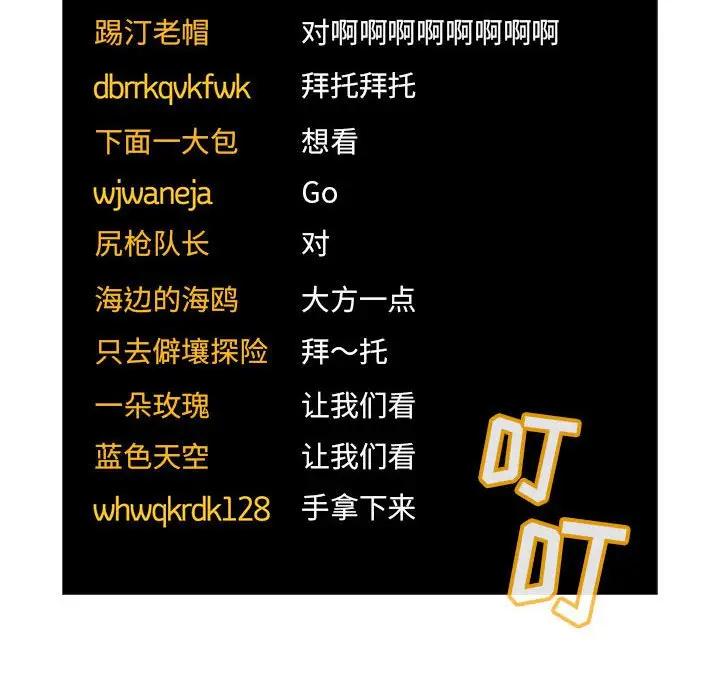 踢汀老帽 对啊啊啊啊啊啊啊啊
dbrrkqvkfwk 拜托拜托
下面一大包 想看
wjwaneja Go
尻枪队长 对
海边的海鸥 大方一点
只去僻壤探险 拜～托
一朵玫瑰 让我们看
蓝色天空 让我们看
whwqkrdk128 手拿下来
叮
叮